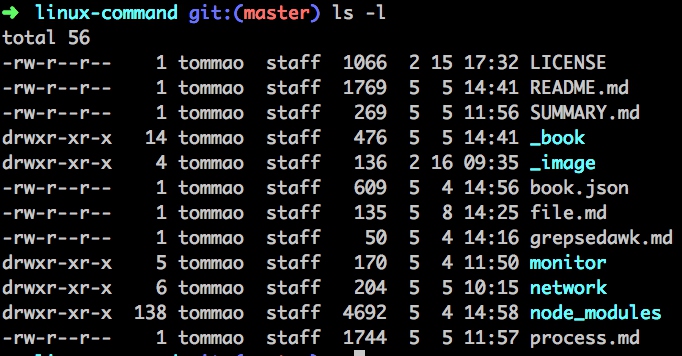 ➜ linux-command git:(master) ls -l
total 56
-rw-r--r-- 1 tommao staff 1066 2 15 17:32 LICENSE
-rw-r--r-- 1 tommao staff 1769 5 5 14:41 README.md
-rw-r--r-- 1 tommao staff 269 5 5 11:56 SUMMARY.md
drwxr-xr-x 14 tommao staff 476 5 5 14:41 _book
drwxr-xr-x 4 tommao staff 136 2 16 09:35 _image
-rw-r--r-- 1 tommao staff 609 5 4 14:56 book.json
-rw-r--r-- 1 tommao staff 135 5 8 14:25 file.md
-rw-r--r-- 1 tommao staff 50 5 4 14:16 grepsedawk.md
drwxr-xr-x 5 tommao staff 170 5 4 11:50 monitor
drwxr-xr-x 6 tommao staff 204 5 5 10:15 network
drwxr-xr-x 138 tommao staff 4692 5 4 14:58 node_modules
-rw-r--r-- 1 tommao staff 1744 5 5 11:57 process.md